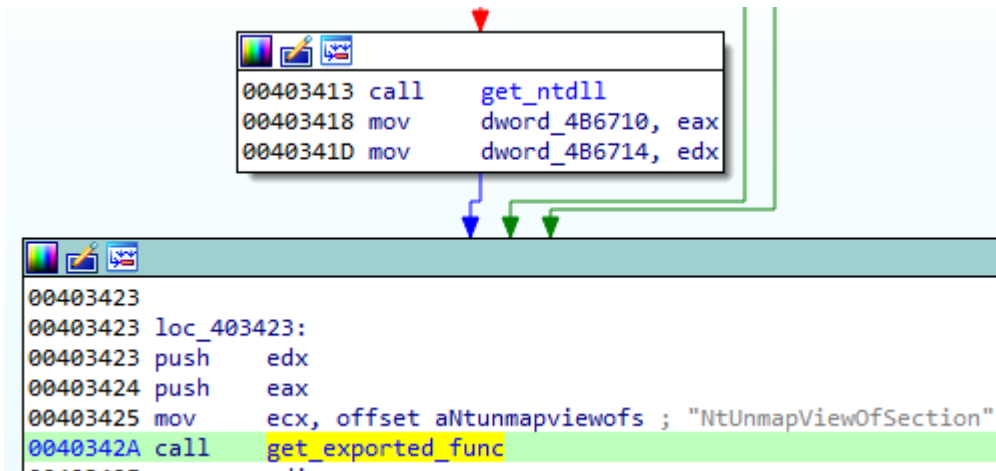 00403413 call get_ntdll
00403418 mov dword_4B6710, eax
0040341D mov dword_4B6714, edx
00403423
00403423 loc_403423:
00403423 push edx
00403424 push eax
00403425 mov ecx, offset aNtunmapviewofs ; "NtUnmapViewOfSection"
0040342A call get_exported_func